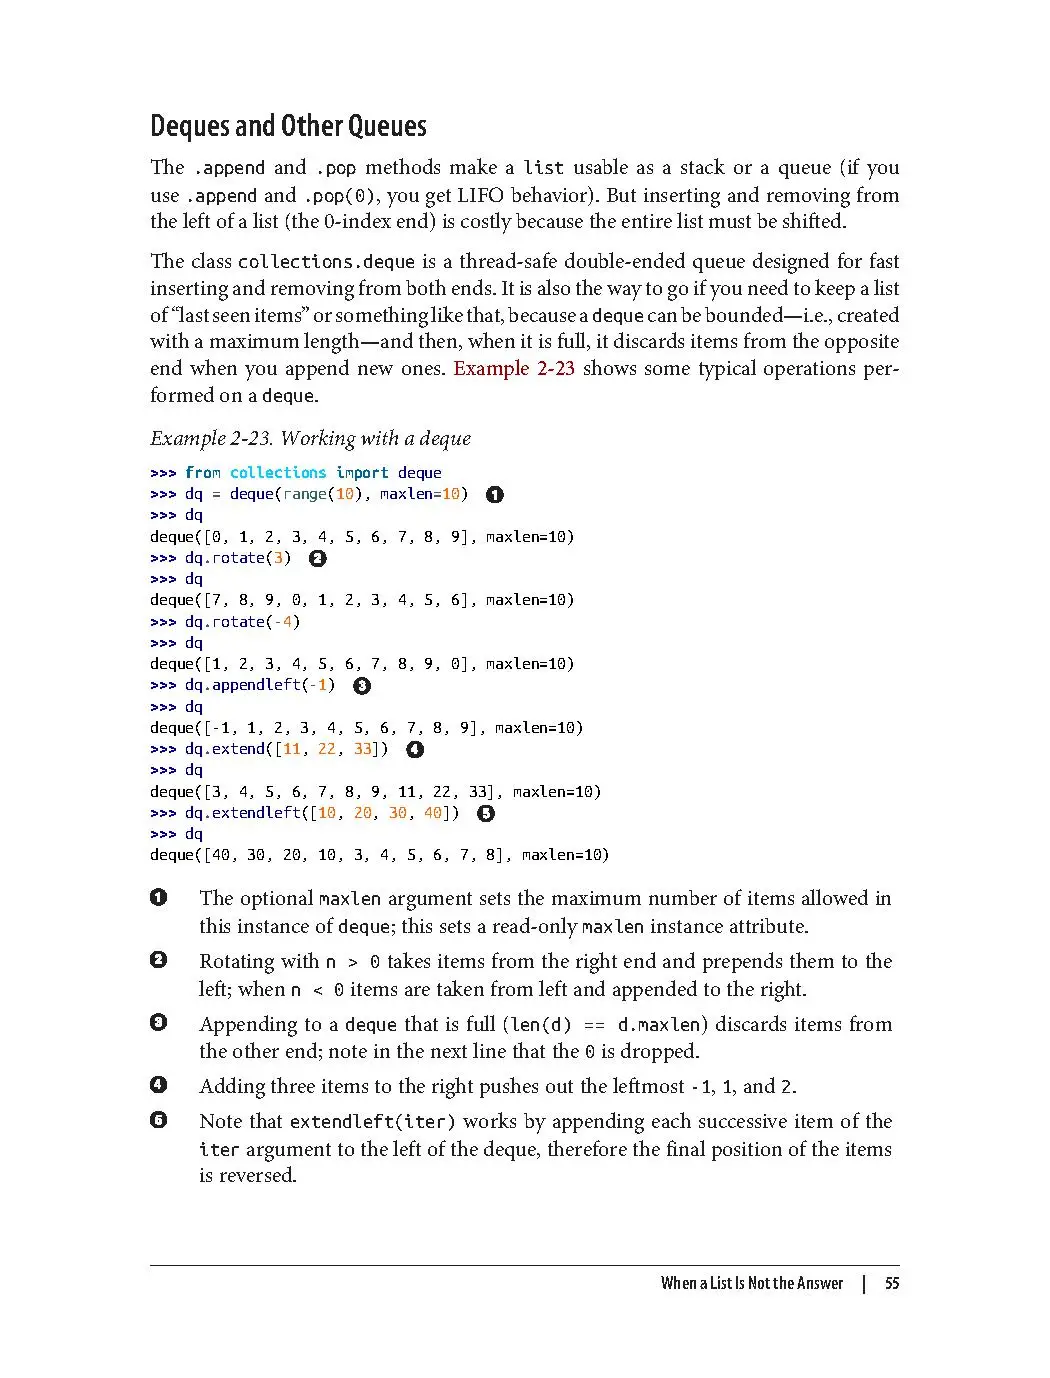 Deques and Other Queues
The .append and .pop methods make a list usable as a stack or a queue (if you
use .append and .pop(0), you get LIFO behavior). But inserting and removing from
the left of a list (the 0-index end) is costly because the entire list must be shifted.
The class collections.deque is a thread-safe double-ended queue designed for fast
inserting and removing from both ends. It is also the way to go if you need to keep a list
of “last seen items” or something like that, because a deque can be bounded—i.e., created
with a maximum length—and then, when it is full, it discards items from the opposite
end when you append new ones. Example 2-23 shows some typical operations per-
formed on a deque.
Example 2-23. Working with a deque
>>> from collections import deque
>>> dq = deque(range(10), maxlen=10) ❶
>>> dq
deque([0, 1, 2, 3, 4, 5, 6, 7, 8, 9], maxlen=10)
>>> dq.rotate(3) ❷
>>> dq
deque([7, 8, 9, 0, 1, 2, 3, 4, 5, 6], maxlen=10)
>>> dq.rotate(-4)
>>> dq
deque([1, 2, 3, 4, 5, 6, 7, 8, 9, 0], maxlen=10)
>>> dq.appendleft(-1) ❸
>>> dq
deque([-1, 1, 2, 3, 4, 5, 6, 7, 8, 9], maxlen=10)
>>> dq.extend([11, 22, 33]) ❹
>>> dq
deque([3, 4, 5, 6, 7, 8, 9, 11, 22, 33], maxlen=10)
>>> dq.extendleft([10, 20, 30, 40]) ❺
>>> dq
deque([40, 30, 20, 10, 3, 4, 5, 6, 7, 8], maxlen=10)
❶ The optional maxlen argument sets the maximum number of items allowed in
this instance of deque; this sets a read-only maxlen instance attribute.
❷ Rotating with n > 0 takes items from the right end and prepends them to the
left; when n < 0 items are taken from left and appended to the right.
❸ Appending to a deque that is full (len(d) == d.maxlen) discards items from
the other end; note in the next line that the 0 is dropped.
❹ Adding three items to the right pushes out the leftmost -1, 1, and 2.
❺ Note that extendleft(iter) works by appending each successive item of the
iter argument to the left of the deque, therefore the final position of the items
is reversed.
When a List Is Not the Answer | 55